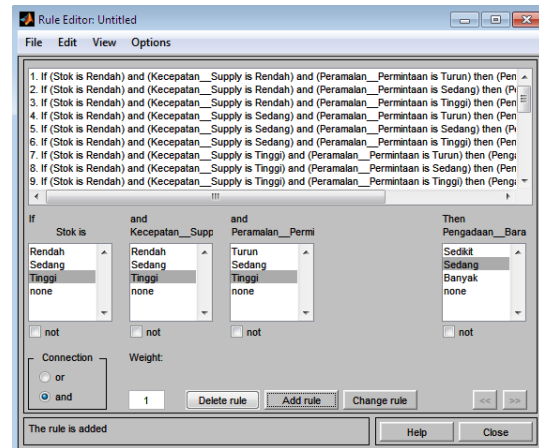 Rule Editor: Untitled
File Edit View Options
1. If (Stok is Rendah) and (Kecepatan__Supply is Rendah) and (Peramalan__Permintaan is Turun) then (Pen
2. If (Stok is Rendah) and (Kecepatan__Supply is Rendah) and (Peramalan__Permintaan is Sedang) then (P
3. If (Stok is Rendah) and (Kecepatan__Supply is Rendah) and (Peramalan__Permintaan is Tinggi) then (Per
4. If (Stok is Rendah) and (Kecepatan__Supply is Sedang) and (Peramalan__Permintaan is Turun) then (Per
5. If (Stok is Rendah) and (Kecepatan__Supply is Sedang) and (Peramalan__Permintaan is Sedang) then (P
6. If (Stok is Rendah) and (Kecepatan__Supply is Sedang) and (Peramalan__Permintaan is Tinggi) then (Pe
7. If (Stok is Rendah) and (Kecepatan__Supply is Tinggi) and (Peramalan__Permintaan is Turun) then (Penga
8. If (Stok is Rendah) and (Kecepatan__Supply is Tinggi) and (Peramalan__Permintaan is Sedang) then (Pen
9. If (Stok is Rendah) and (Kecepatan__Supply is Tinggi) and (Peramalan__Permintaan is Tinggi) then (Penga
If and and Then
Stok is Kecepatan__Supp Peramalan__Permi Pengadaan__Bara
Rendah Rendah Turun Sedikit
Sedang Sedang Sedang Sedang
Tinggi Tinggi Tinggi Banyak
none none none none
not not not not
Connection Weight:
or
and 1 Delete rule Add rule Change rule << >>
The rule is added Help Close